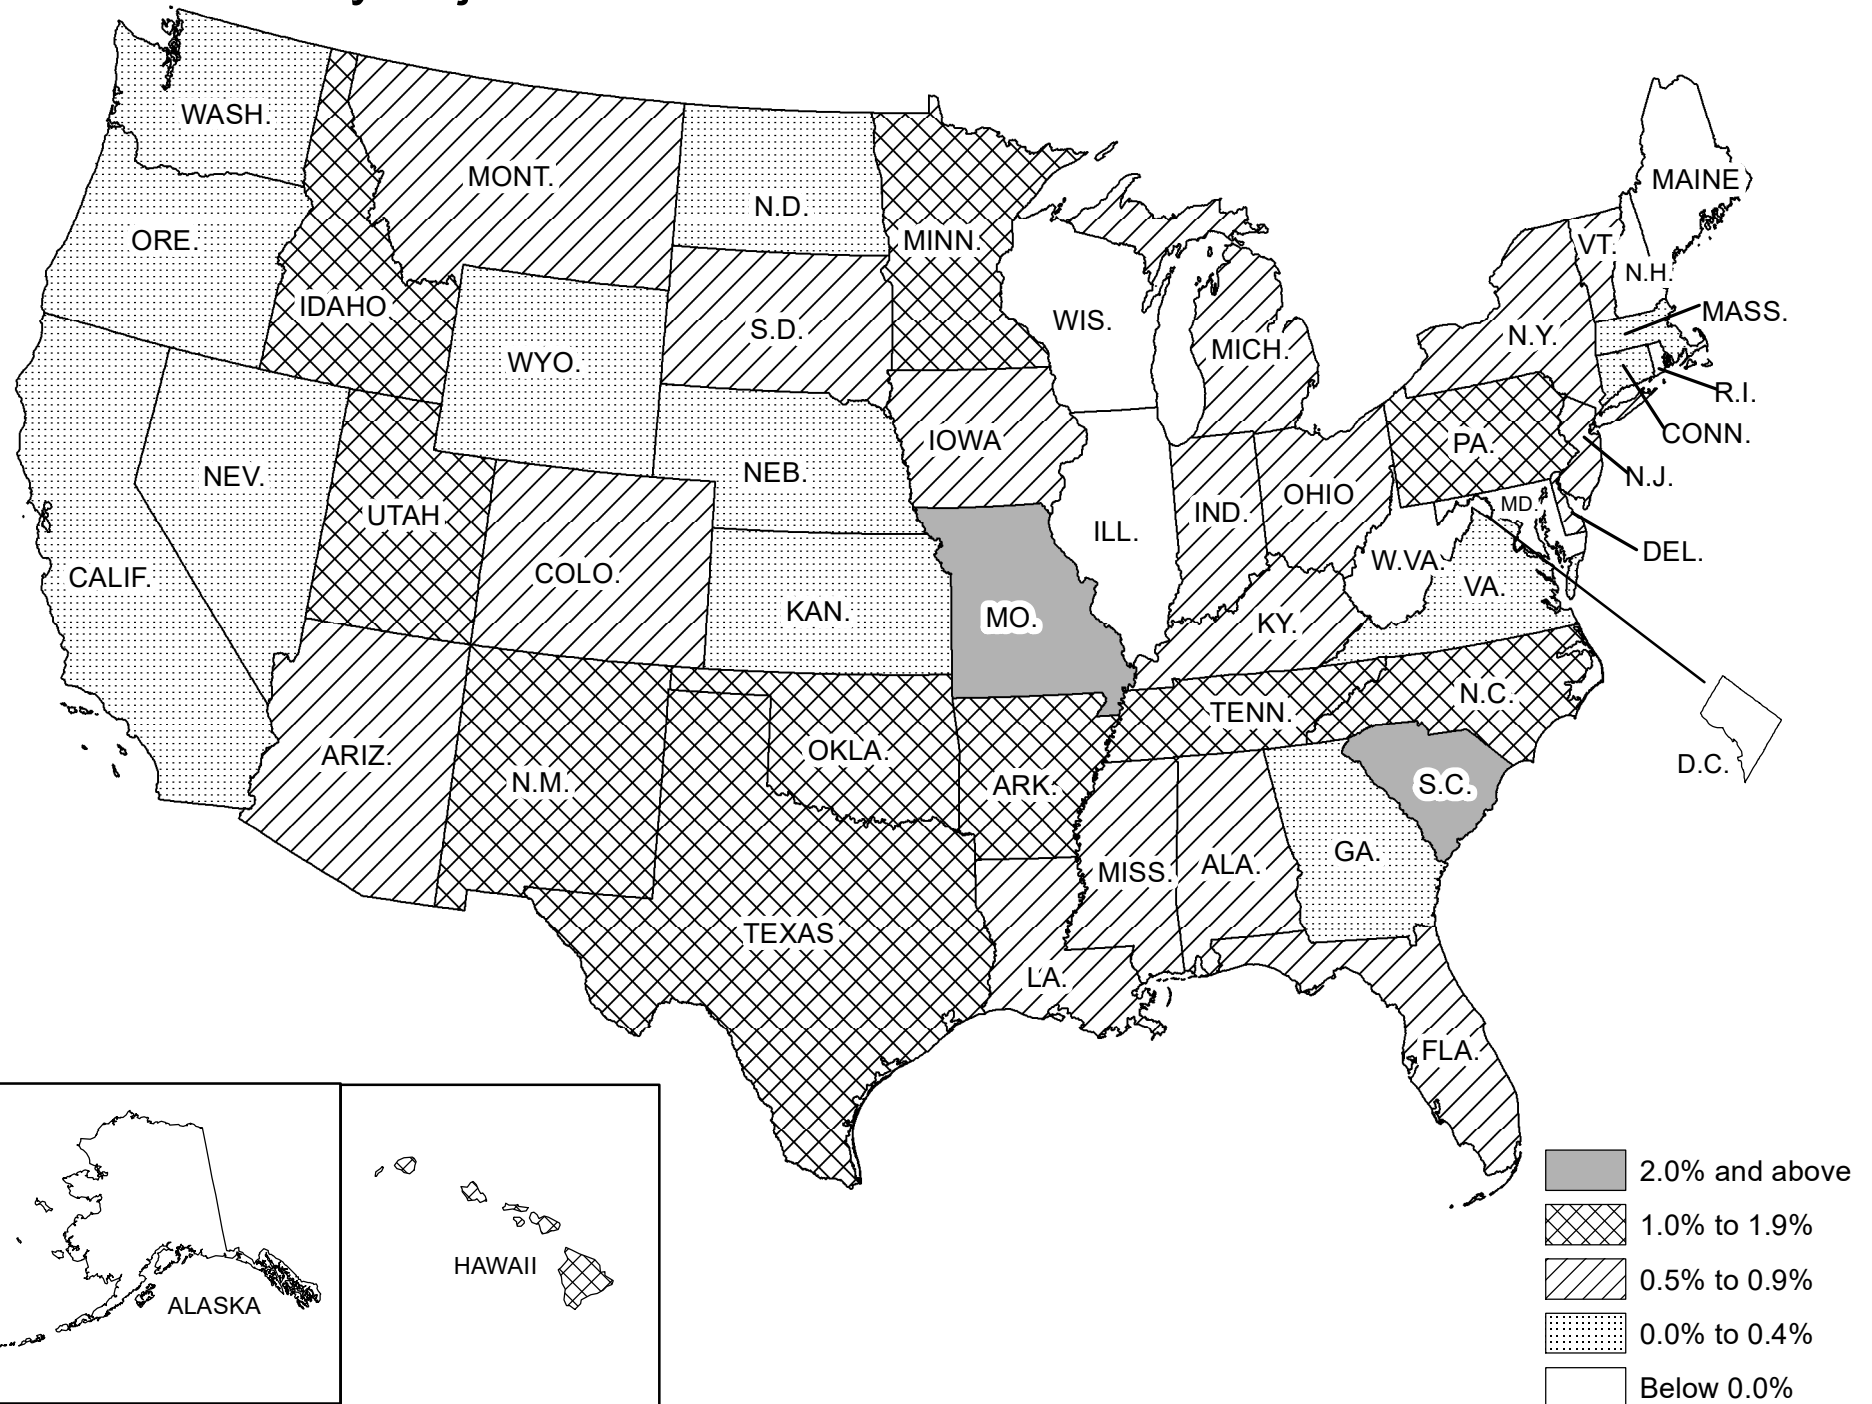 WASH.
MONT.
N.D.
MINN.
MAINE
ORE.
VT.
N.H.
IDAHO
WIS.
MASS.
S.D.
N.Y.
MICH.
WYO.
R.I.
IOWA
CONN.
PA.
NEV.
NEB.
N.J.
OHIO
MD.
UTAH
IND.
ILL.
DEL.
W.VA.
CALIF.
COLO.
VA.
KAN.
MO.
KY.
N.C.
TENN.
ARIZ.
OKLA.
D.C.
N.M.
ARK.
S.C.
GA.
MISS.
ALA.
TEXAS
LA.
FLA.
HAWAII
ALASKA
2.0% and above
1.0% to 1.9%
0.5% to 0.9%
0.0% to 0.4%
Below 0.0%